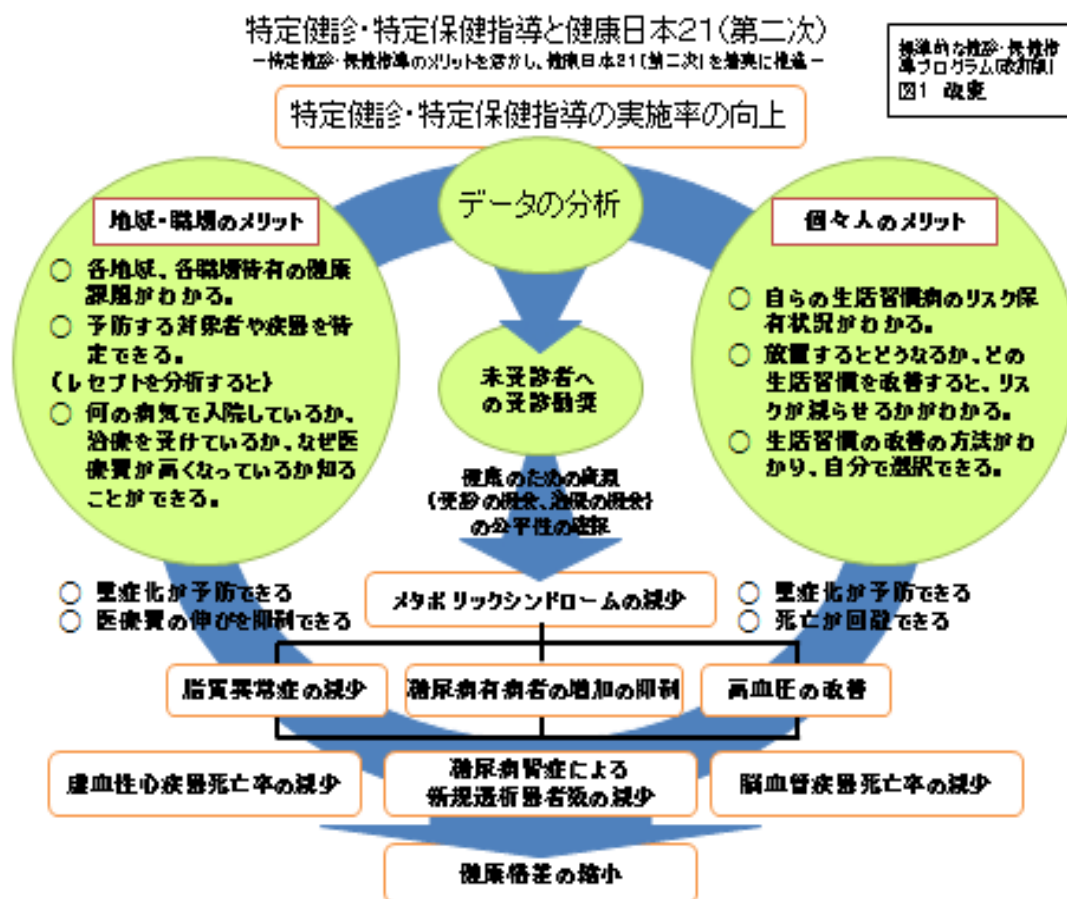 特定健診・特定保健指導と健康日本21(第二次)
－特定健診・保健指導のメリットを活かし、健康日本21(第二次)を着実に推進－
標準的な健診・保健指
導プログラム(改訂版)
図1 改変
特定健診・特定保健指導の実施率の向上
データの分析
地域・職場のメリット
○ 各地域、各職場特有の健康
課題がわかる。
○ 予防する対象者や疾患を特
定できる。
(レセプトを分析すると)
○ 何の病気で入院しているか、
治療を受けているか、なぜ医
療費が高くなっているか知る
ことができる。
個々人のメリット
○ 自らの生活習慣病のリスク保
有状況がわかる。
○ 放置するとどうなるか、どの
生活習慣を改善すると、リス
クが減らせるかがわかる。
○ 生活習慣の改善の方法がわ
かり、自分で選択できる。
未受診者へ
の受診勧奨
健康のための資源
(受診の機会、治療の機会)
の公平性の確保
○ 重症化が予防できる
○ 医療費の伸びを抑制できる
○ 重症化が予防できる
○ 死亡が回避できる
メタボリックシンドロームの減少
脂質異常症の減少
糖尿病有病者の増加の抑制
高血圧の改善
虚血性心疾患死亡率の減少
糖尿病腎症による
新規透析患者数の減少
脳血管疾患死亡率の減少
健康格差の縮小